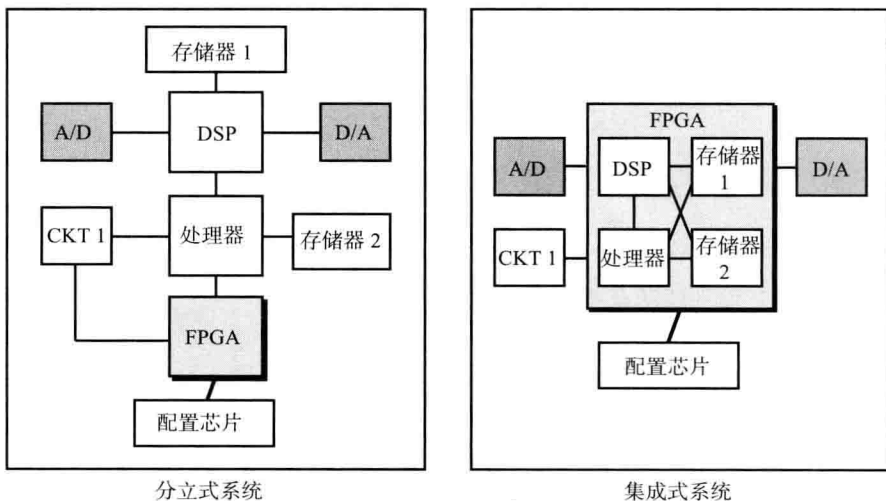 存储器 1
A/D
DSP
D/A
CKT 1
处理器
存储器 2
FPGA
配置芯片
分立式系统
FPGA
A/D
DSP
存储器
1
D/A
CKT 1
处理器
存储器
2
配置芯片
集成式系统